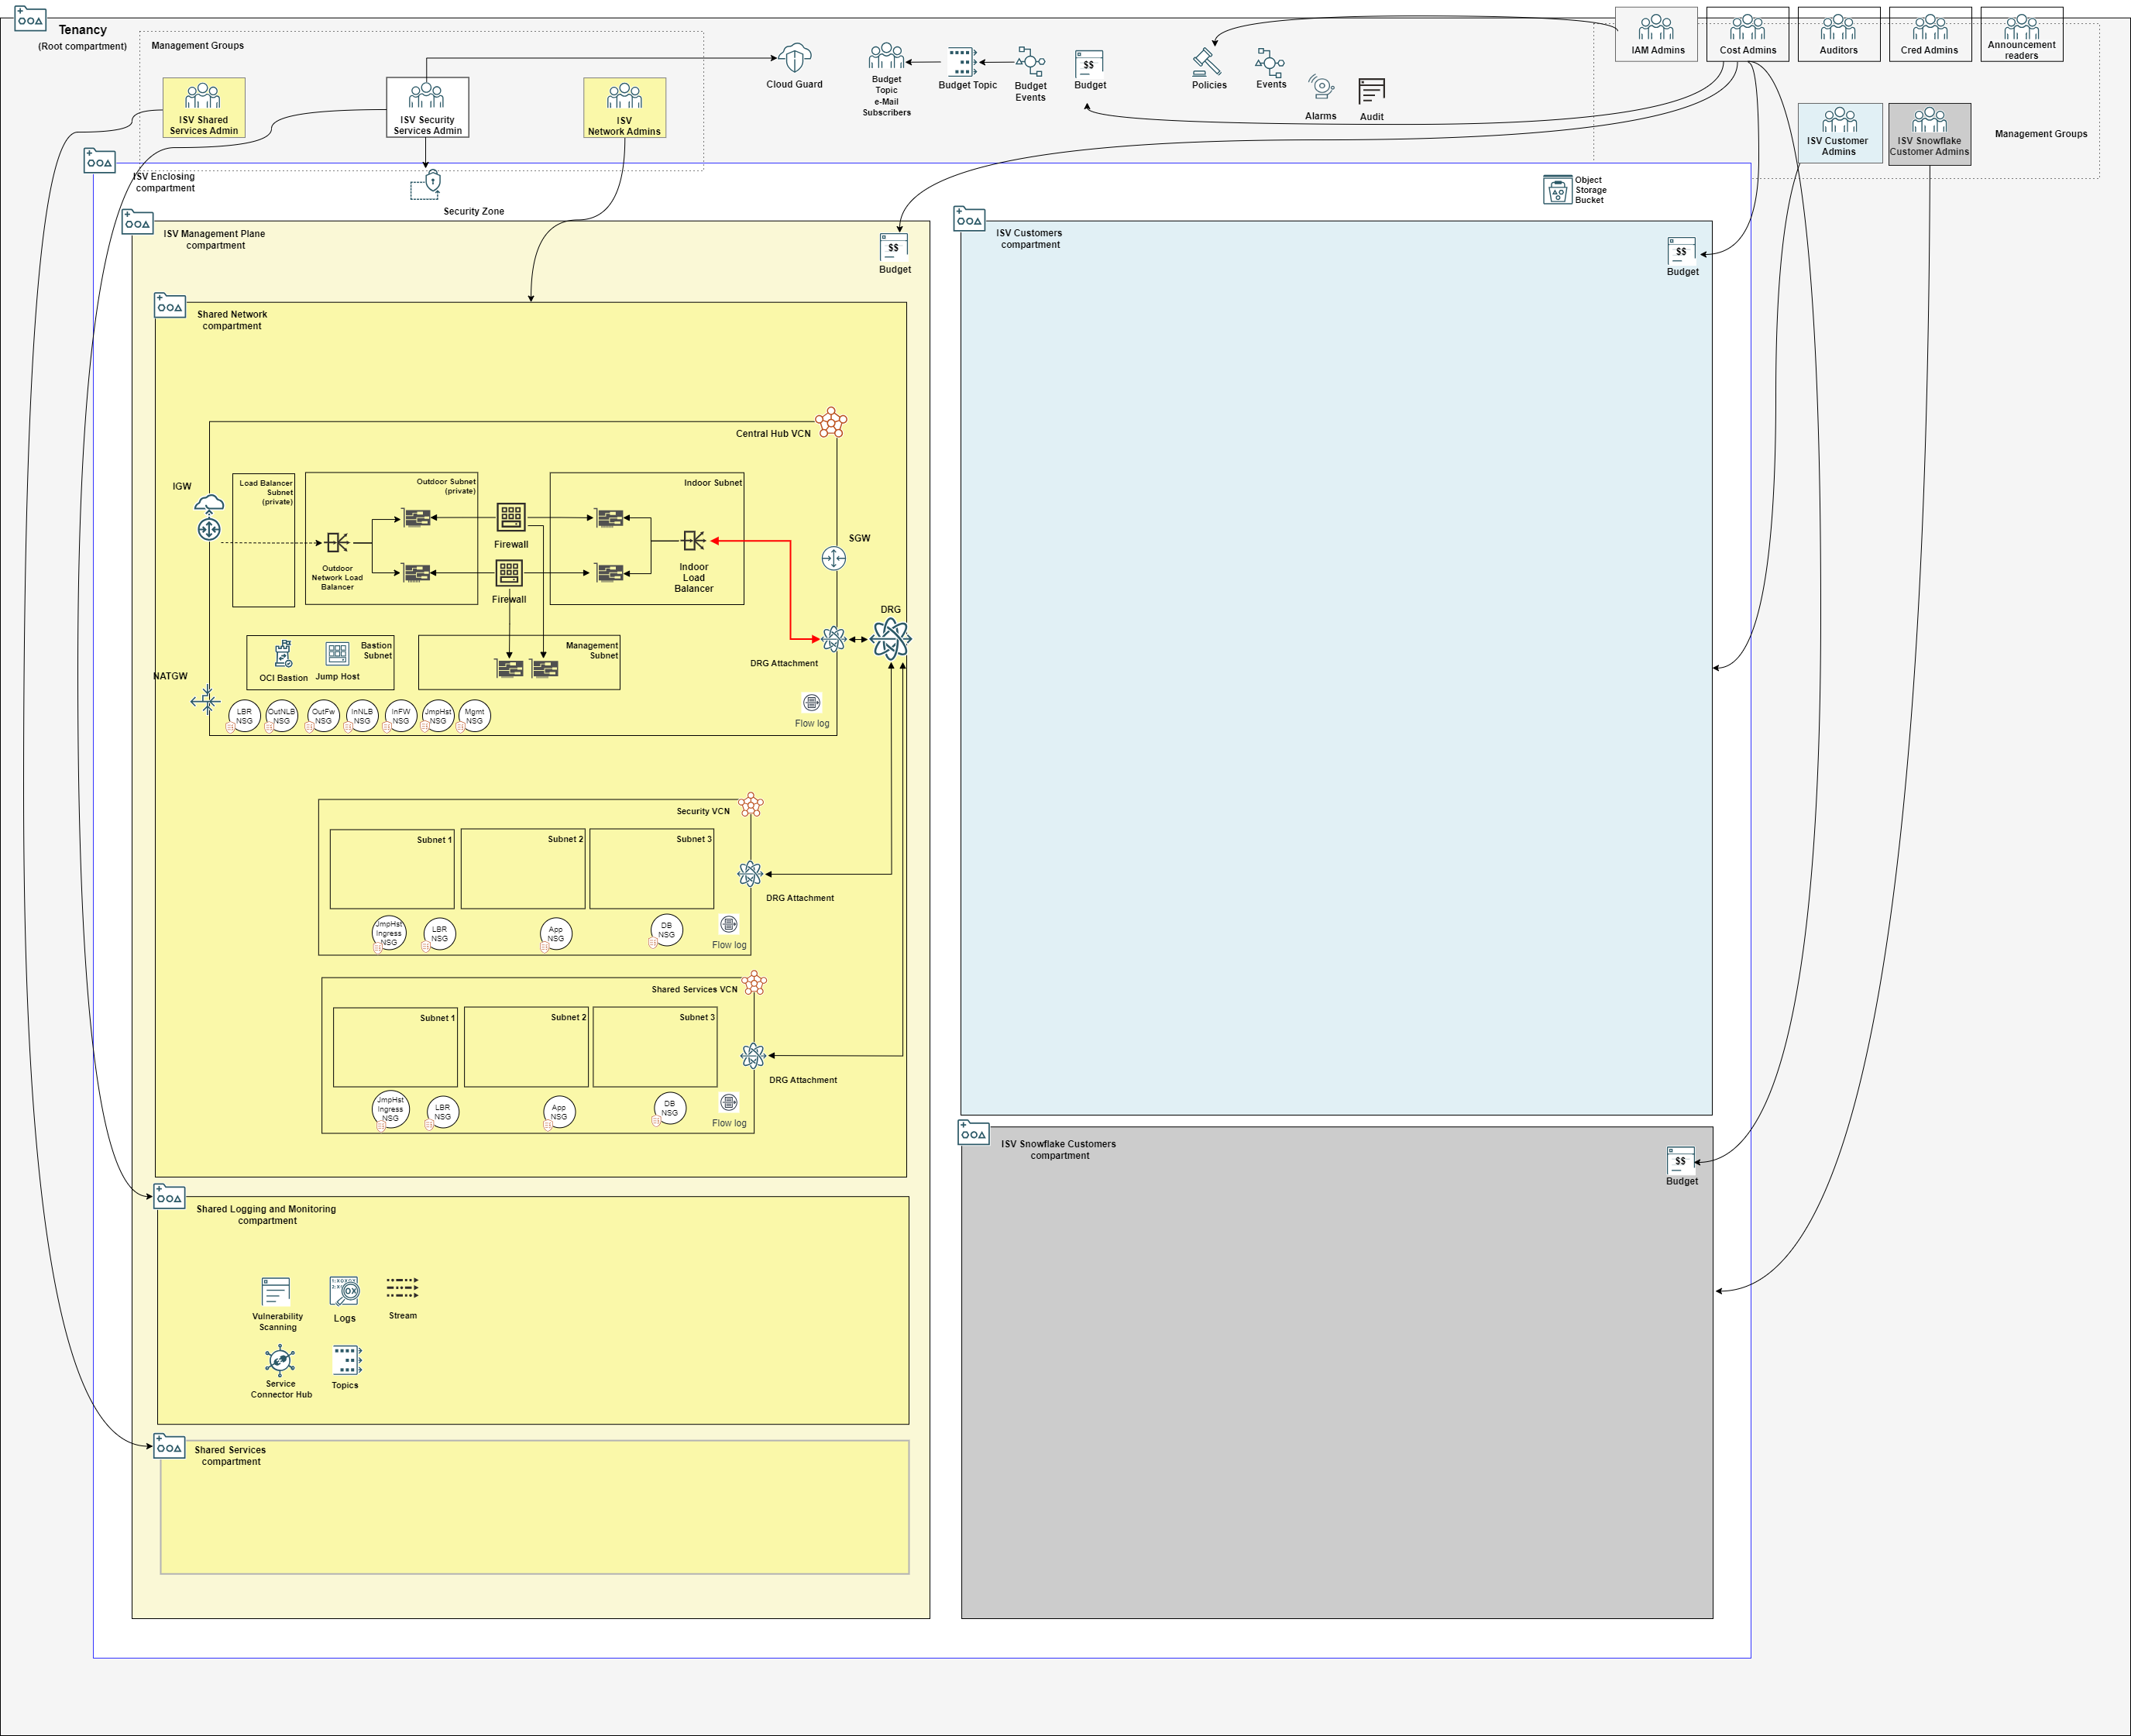 Tenancy
(Root compartment)
Management Groups
ISV Shared
Services Admin
ISV Security
Services Admin
ISV
Network Admins
Cloud Guard
Budget
Topic
e-Mail
Subscribers
Budget Topic
Budget
Events
$$
Budget
Policies
Events
Alarms
Audit
IAM Admins
Cost Admins
Auditors
Cred Admins
Announcement
readers
ISV Customer
Admins
ISV Snowflake
Customer Admins
Management Groups
ISV Enclosing
compartment
Security Zone
Object
Storage
Bucket
ISV Management Plane
compartment
$$
Budget
ISV Customers
compartment
$$
Budget
Shared Network
compartment
Central Hub VCN
IGW
Load Balancer
Subnet
(private)
Outdoor Subnet
(private)
Indoor Subnet
Firewall
Outdoor
Network Load
Balancer
Firewall
Indoor
Load
Balancer
SGW
DRG
Bastion
Subnet
OCI Bastion
Jump Host
Management
Subnet
DRG Attachment
NATGW
LBR
NSG
OutNLB
NSG
OutFw
NSG
InNLB
NSG
InFW
NSG
JmpHst
NSG
Mgmt
NSG
Flow log
Security VCN
Subnet 1
Subnet 2
Subnet 3
DRG Attachment
JmpHst
Ingress
NSG
LBR
NSG
App
NSG
DB
NSG
Flow log
Shared Services VCN
Subnet 1
Subnet 2
Subnet 3
DRG Attachment
JmpHst
Ingress
NSG
LBR
NSG
App
NSG
DB
NSG
Flow log
ISV Snowflake Customers
compartment
$$
Budget
Shared Logging and Monitoring
compartment
Vulnerability
Scanning
Logs
Stream
Service
Connector Hub
Topics
Shared Services
compartment